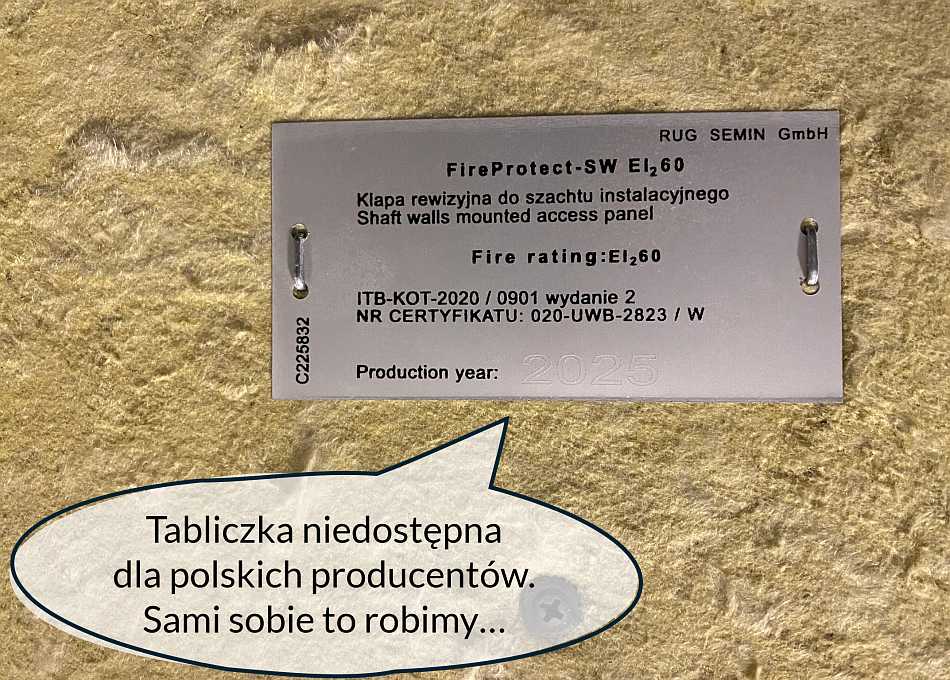 RUG SEMIN GmbH
FireProtect-SW EI₂60
Klapa rewizyjna do szachtu instalacyjnego
Shaft walls mounted access panel
Fire rating:EI₂60
ITB-KOT-2020 / 0901 wydanie 2
NR CERTYFIKATU: 020-UWB-2823 / W
C225832
Production year: 2025
Tabliczka niedostępna
dla polskich producentów.
Sami sobie to robimy...